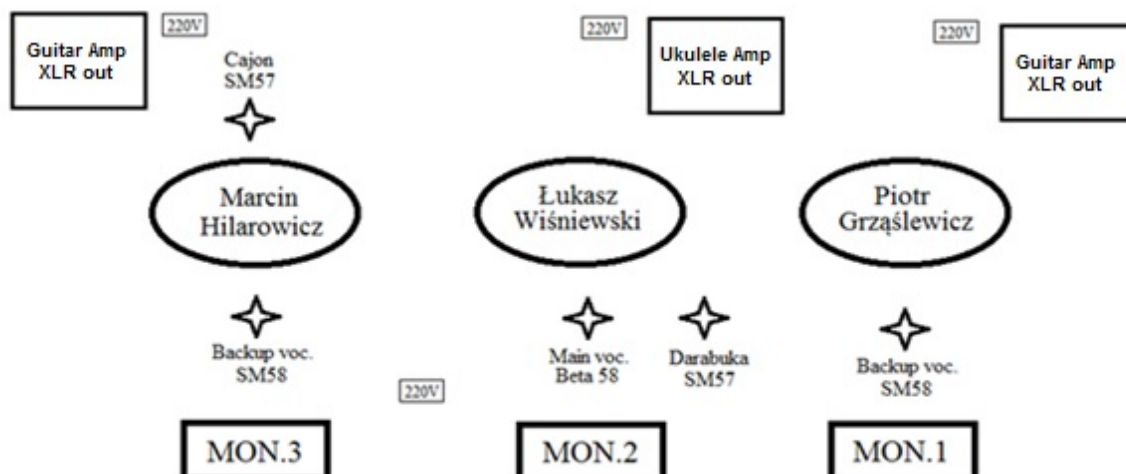 Guitar Amp
XLR out
220V
Cajon
SM57
220V
Ukulele Amp
XLR out
220V
Guitar Amp
XLR out
Marcin
Hilarowicz
Łukasz
Wiśniewski
Piotr
Grząślewicz
Backup voc.
SM58
Main voc.
Beta 58
Darabuka
SM57
Backup voc.
SM58
220V
MON.3
MON.2
MON.1